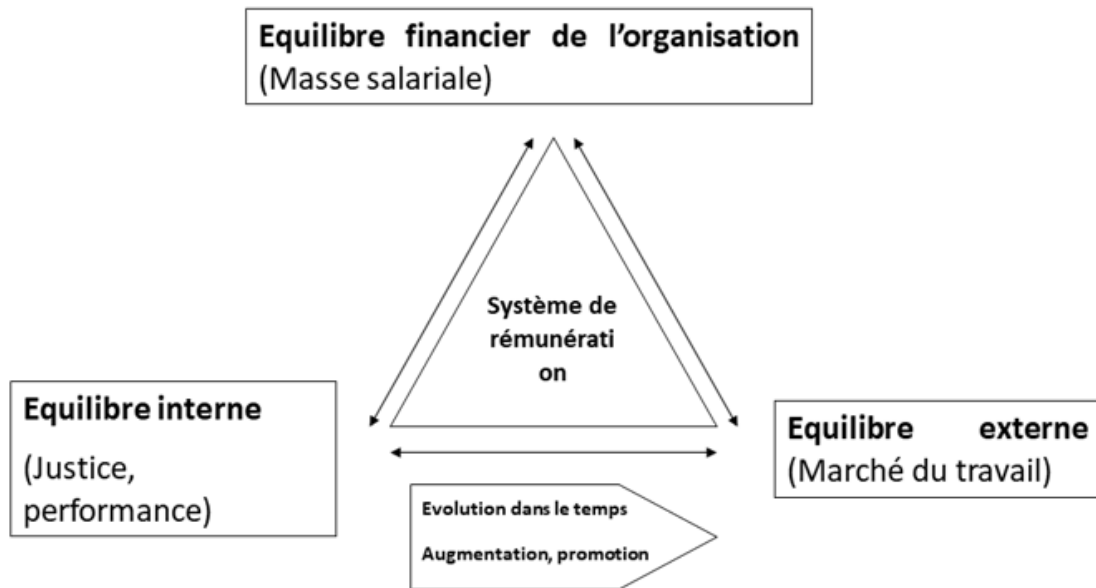 Equilibre financier de l'organisation
(Masse salariale)
Système de
rémunérati
on
Equilibre interne
(Justice,
performance)
Equilibre externe
(Marché du travail)
Evolution dans le temps
Augmentation, promotion